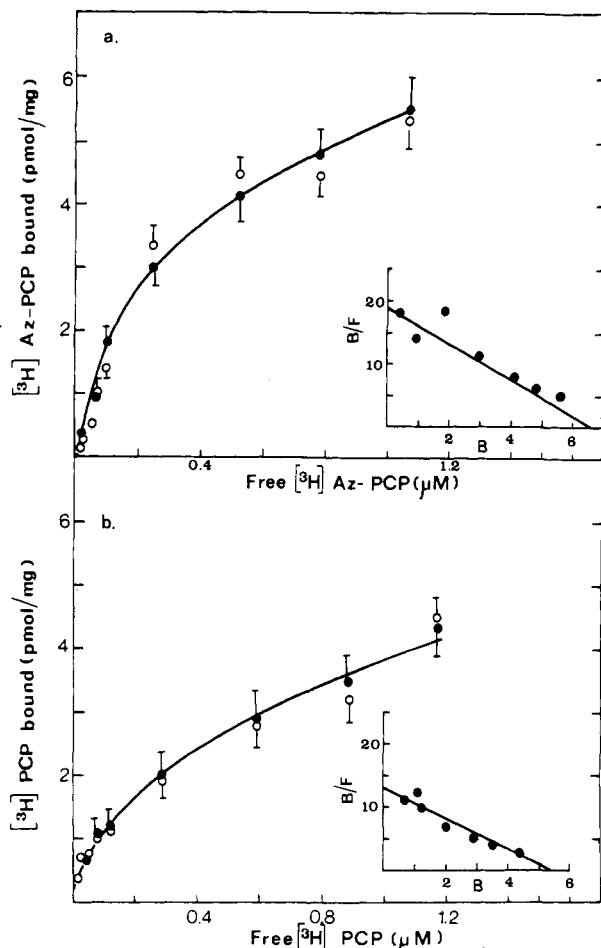 a.
6
4
2
[³H] Az-PCP bound (pmol/mg)
0.4
0.8
1.2
Free [³H] Az-PCP (μM)
20
10
B/F
2
4
6
B
b.
6
4
2
[³H] PCP bound (pmol/mg)
0.4
0.8
1.2
Free [³H] PCP (μM)
20
10
B/F
2
4
6
B